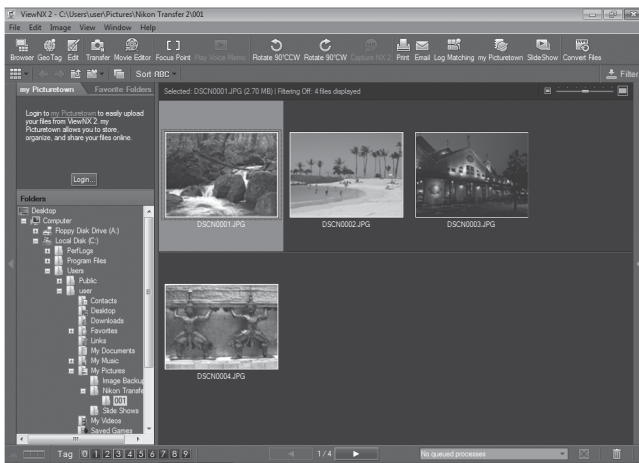 ViewNX 2 - C:\Users\user\Pictures\Nikon Transfer 2\001
File Edit Image View Window Help
Browser GeoTag Edit Transfer Movie Editor Focus Point Play Voice Memo Rotate 90°CCW Rotate 90°CW Capture NX 2 Print Email Log Matching my Picturetown SlideShow Convert Files
Sort ABC Filter
my Picturetown Favorite Folders
Selected: DSCN0001.JPG (2.70 MB) | Filtering Off: 4 files displayed
Login to my Picturetown to easily upload
your files from ViewNX 2. my
Picturetown allows you to store,
organize, and share your files online.
Login...
Folders
Desktop
Computer
Floppy Disk Drive (A:)
Local Disk (C:)
PerfLogs
Program Files
Users
Public
user
Contacts
Desktop
Downloads
Favorites
Links
My Documents
My Music
My Pictures
Image Backup
Nikon Transfe
001
Slide Shows
My Videos
Saved Games
DSCN0001.JPG
DSCN0002.JPG
DSCN0003.JPG
DSCN0004.JPG
Tag 0 1 2 3 4 5 6 7 8 9
1/4
No queued processes